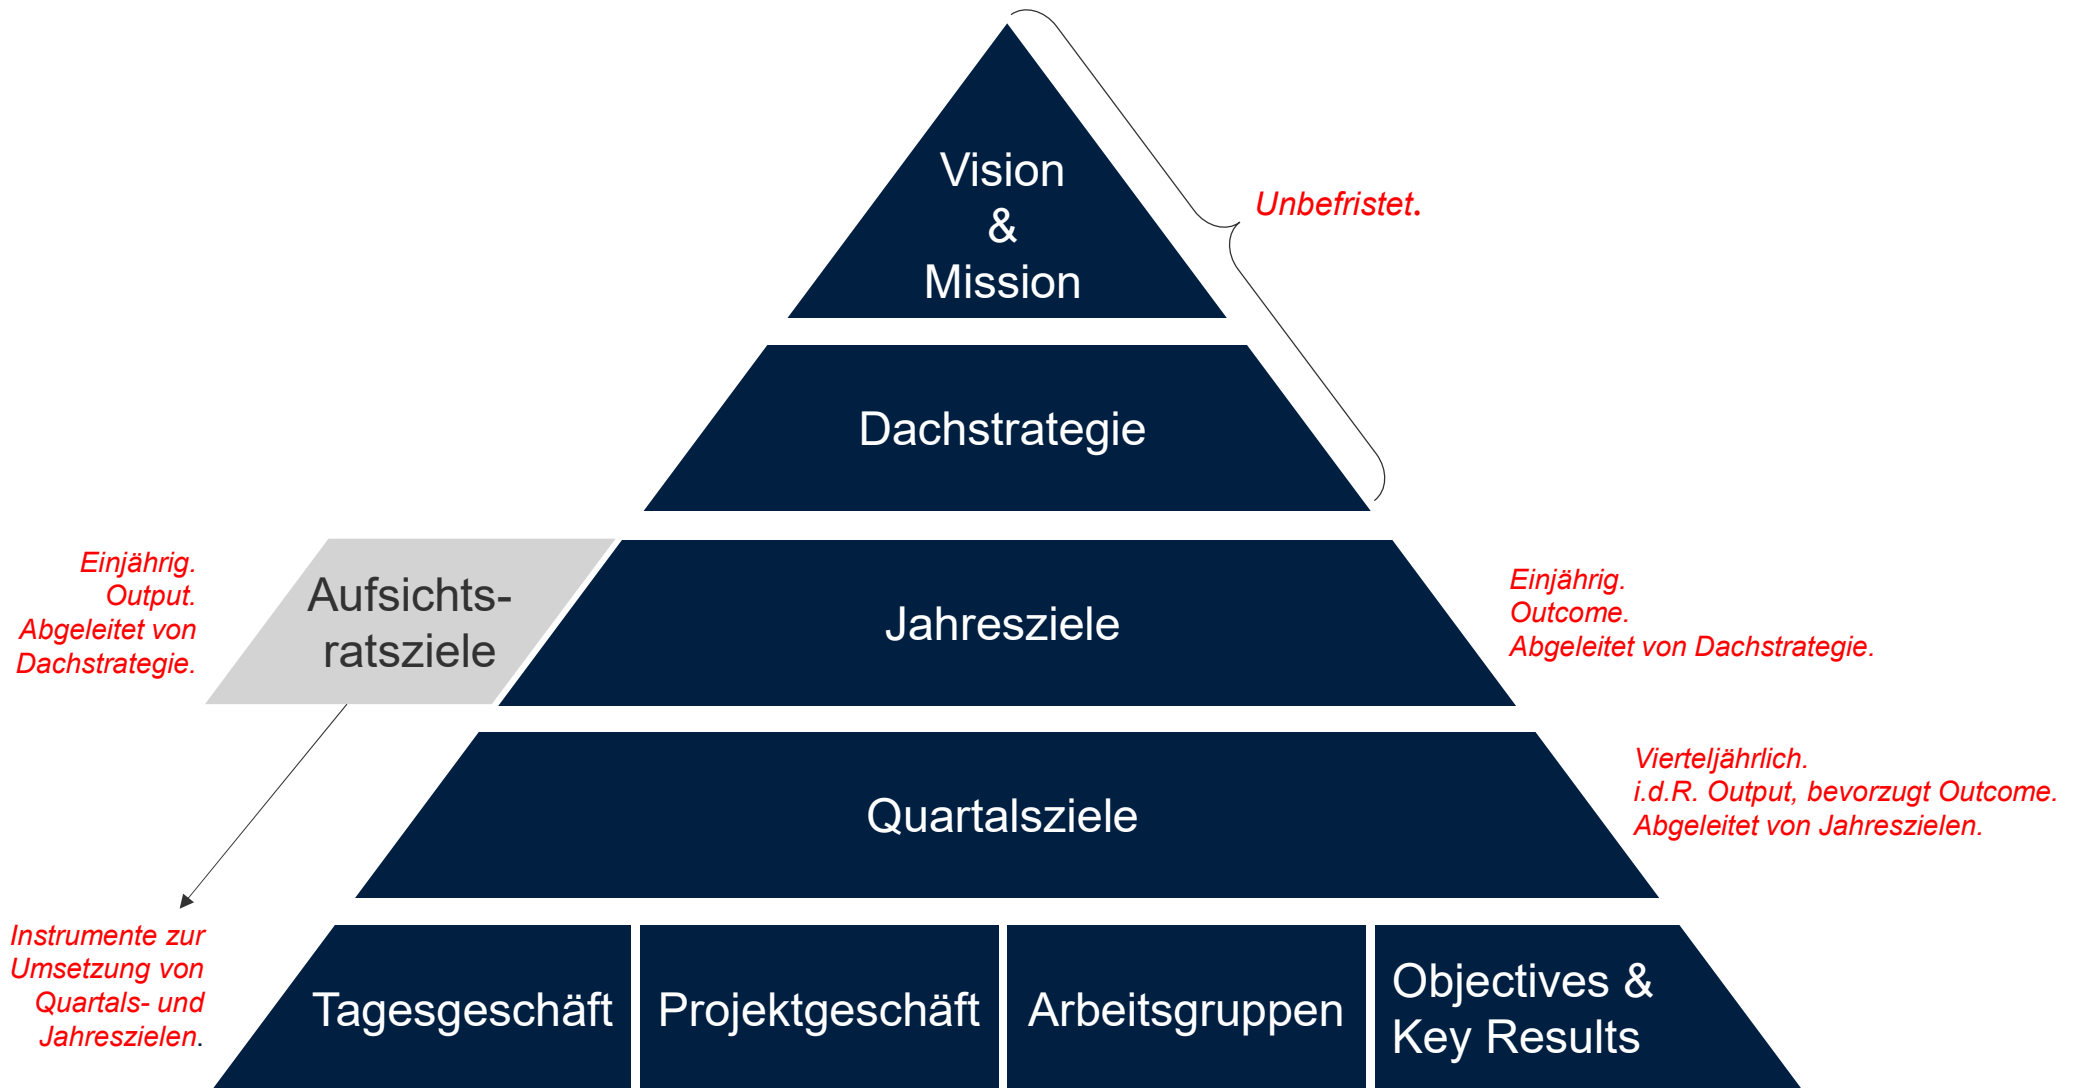 Vision
&
Mission
Unbefristet.
Dachstrategie
Einjährig.
Output.
Abgeleitet von
Dachstrategie.
Aufsichts-
ratsziele
Jahresziele
Einjährig.
Outcome.
Abgeleitet von Dachstrategie.
Quartalsziele
Vierteljährlich.
i.d.R. Output, bevorzugt Outcome.
Abgeleitet von Jahreszielen.
Instrumente zur
Umsetzung von
Quartals- und
Jahreszielen.
Tagesgeschäft
Projektgeschäft
Arbeitsgruppen
Objectives &
Key Results